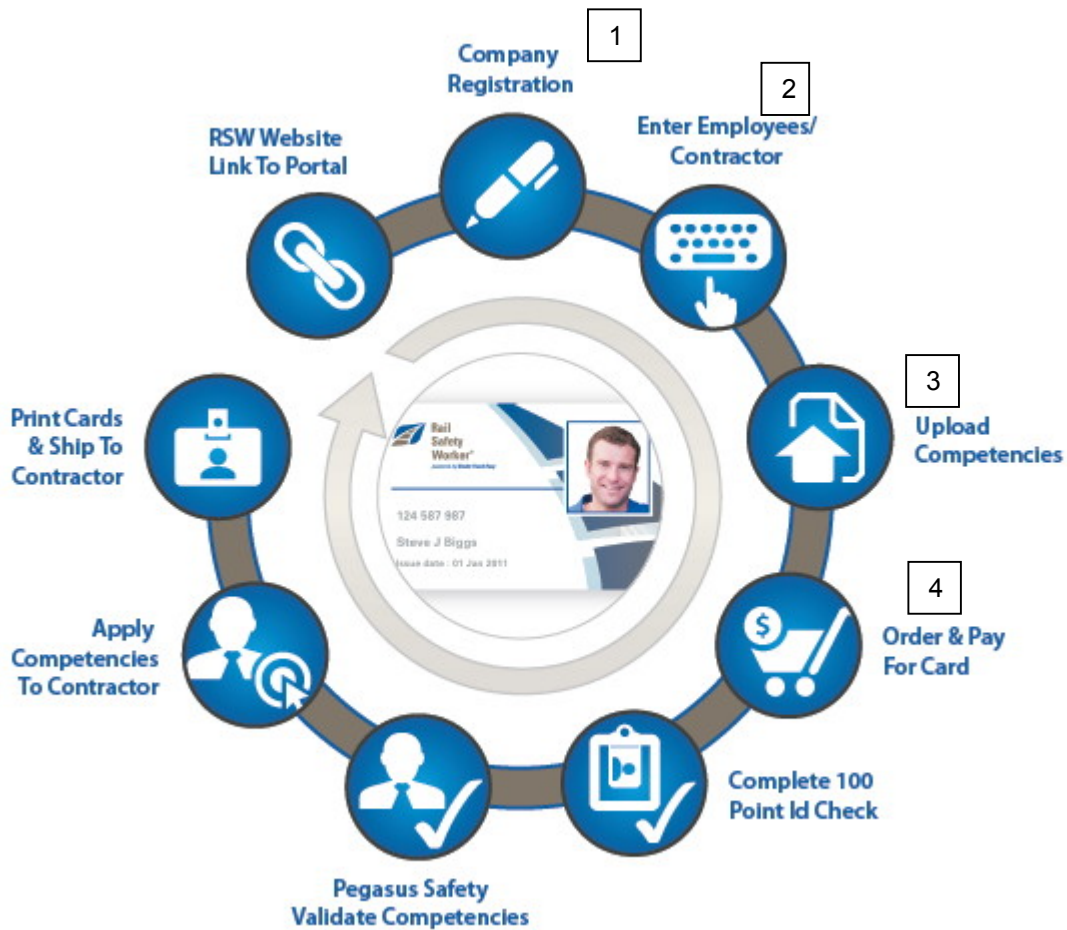 1
Company
Registration
2
Enter Employees/
Contractor
RSW Website
Link To Portal
3
Upload
Competencies
4
Order & Pay
For Card
Complete 100
Point Id Check
Pegasus Safety
Validate Competencies
Apply
Competencies
To Contractor
Print Cards
& Ship To
Contractor
Rail
Safety
Worker
124 587 987
Steve J Biggs
Issue date : 01 Jan 2011
$